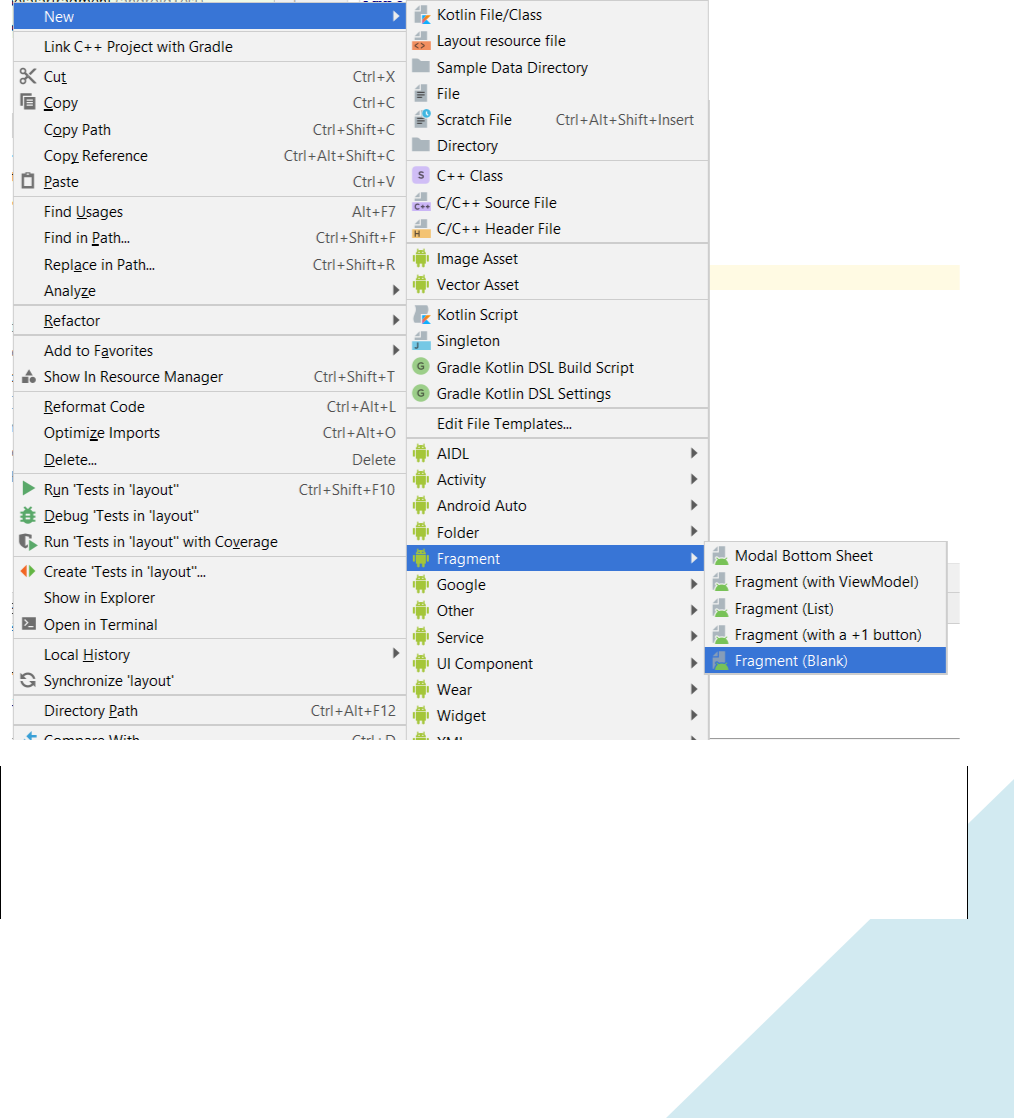 New
Link C++ Project with Gradle
Cut Ctrl+X
Copy Ctrl+C
Copy Path Ctrl+Shift+C
Copy Reference Ctrl+Alt+Shift+C
Paste Ctrl+V
Find Usages Alt+F7
Find in Path... Ctrl+Shift+F
Replace in Path... Ctrl+Shift+R
Analyze
Refactor
Add to Favorites
Show In Resource Manager Ctrl+Shift+T
Reformat Code Ctrl+Alt+L
Optimize Imports Ctrl+Alt+O
Delete... Delete
Run 'Tests in 'layout'' Ctrl+Shift+F10
Debug 'Tests in 'layout''
Run 'Tests in 'layout'' with Coverage
Create 'Tests in 'layout''...
Show in Explorer
Open in Terminal
Local History
Synchronize 'layout'
Directory Path Ctrl+Alt+F12
Compare With... Ctrl+D
Kotlin File/Class
Layout resource file
Sample Data Directory
File
Scratch File Ctrl+Alt+Shift+Insert
Directory
S C++ Class
C++ C/C++ Source File
H C/C++ Header File
Image Asset
Vector Asset
Kotlin Script
J Singleton
G Gradle Kotlin DSL Build Script
G Gradle Kotlin DSL Settings
Edit File Templates...
AIDL
Activity
Android Auto
Folder
Fragment
Google
Other
Service
UI Component
Wear
Widget
XML
Modal Bottom Sheet
Fragment (with ViewModel)
Fragment (List)
Fragment (with a +1 button)
Fragment (Blank)